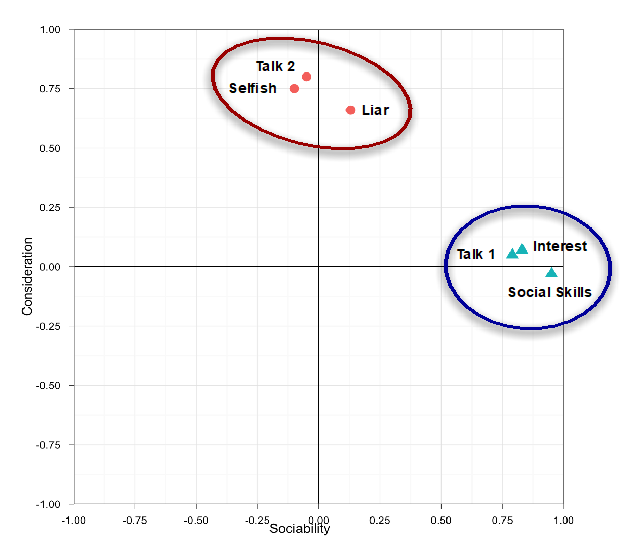 1.00
Talk 2
Selfish
0.75
Liar
0.50
0.25
Interest
Talk 1
0.00
Social Skills
Consideration
-0.25
-0.50
-0.75
-1.00
-1.00 -0.75 -0.50 -0.25 0.00 0.25 0.50 0.75 1.00
Sociability